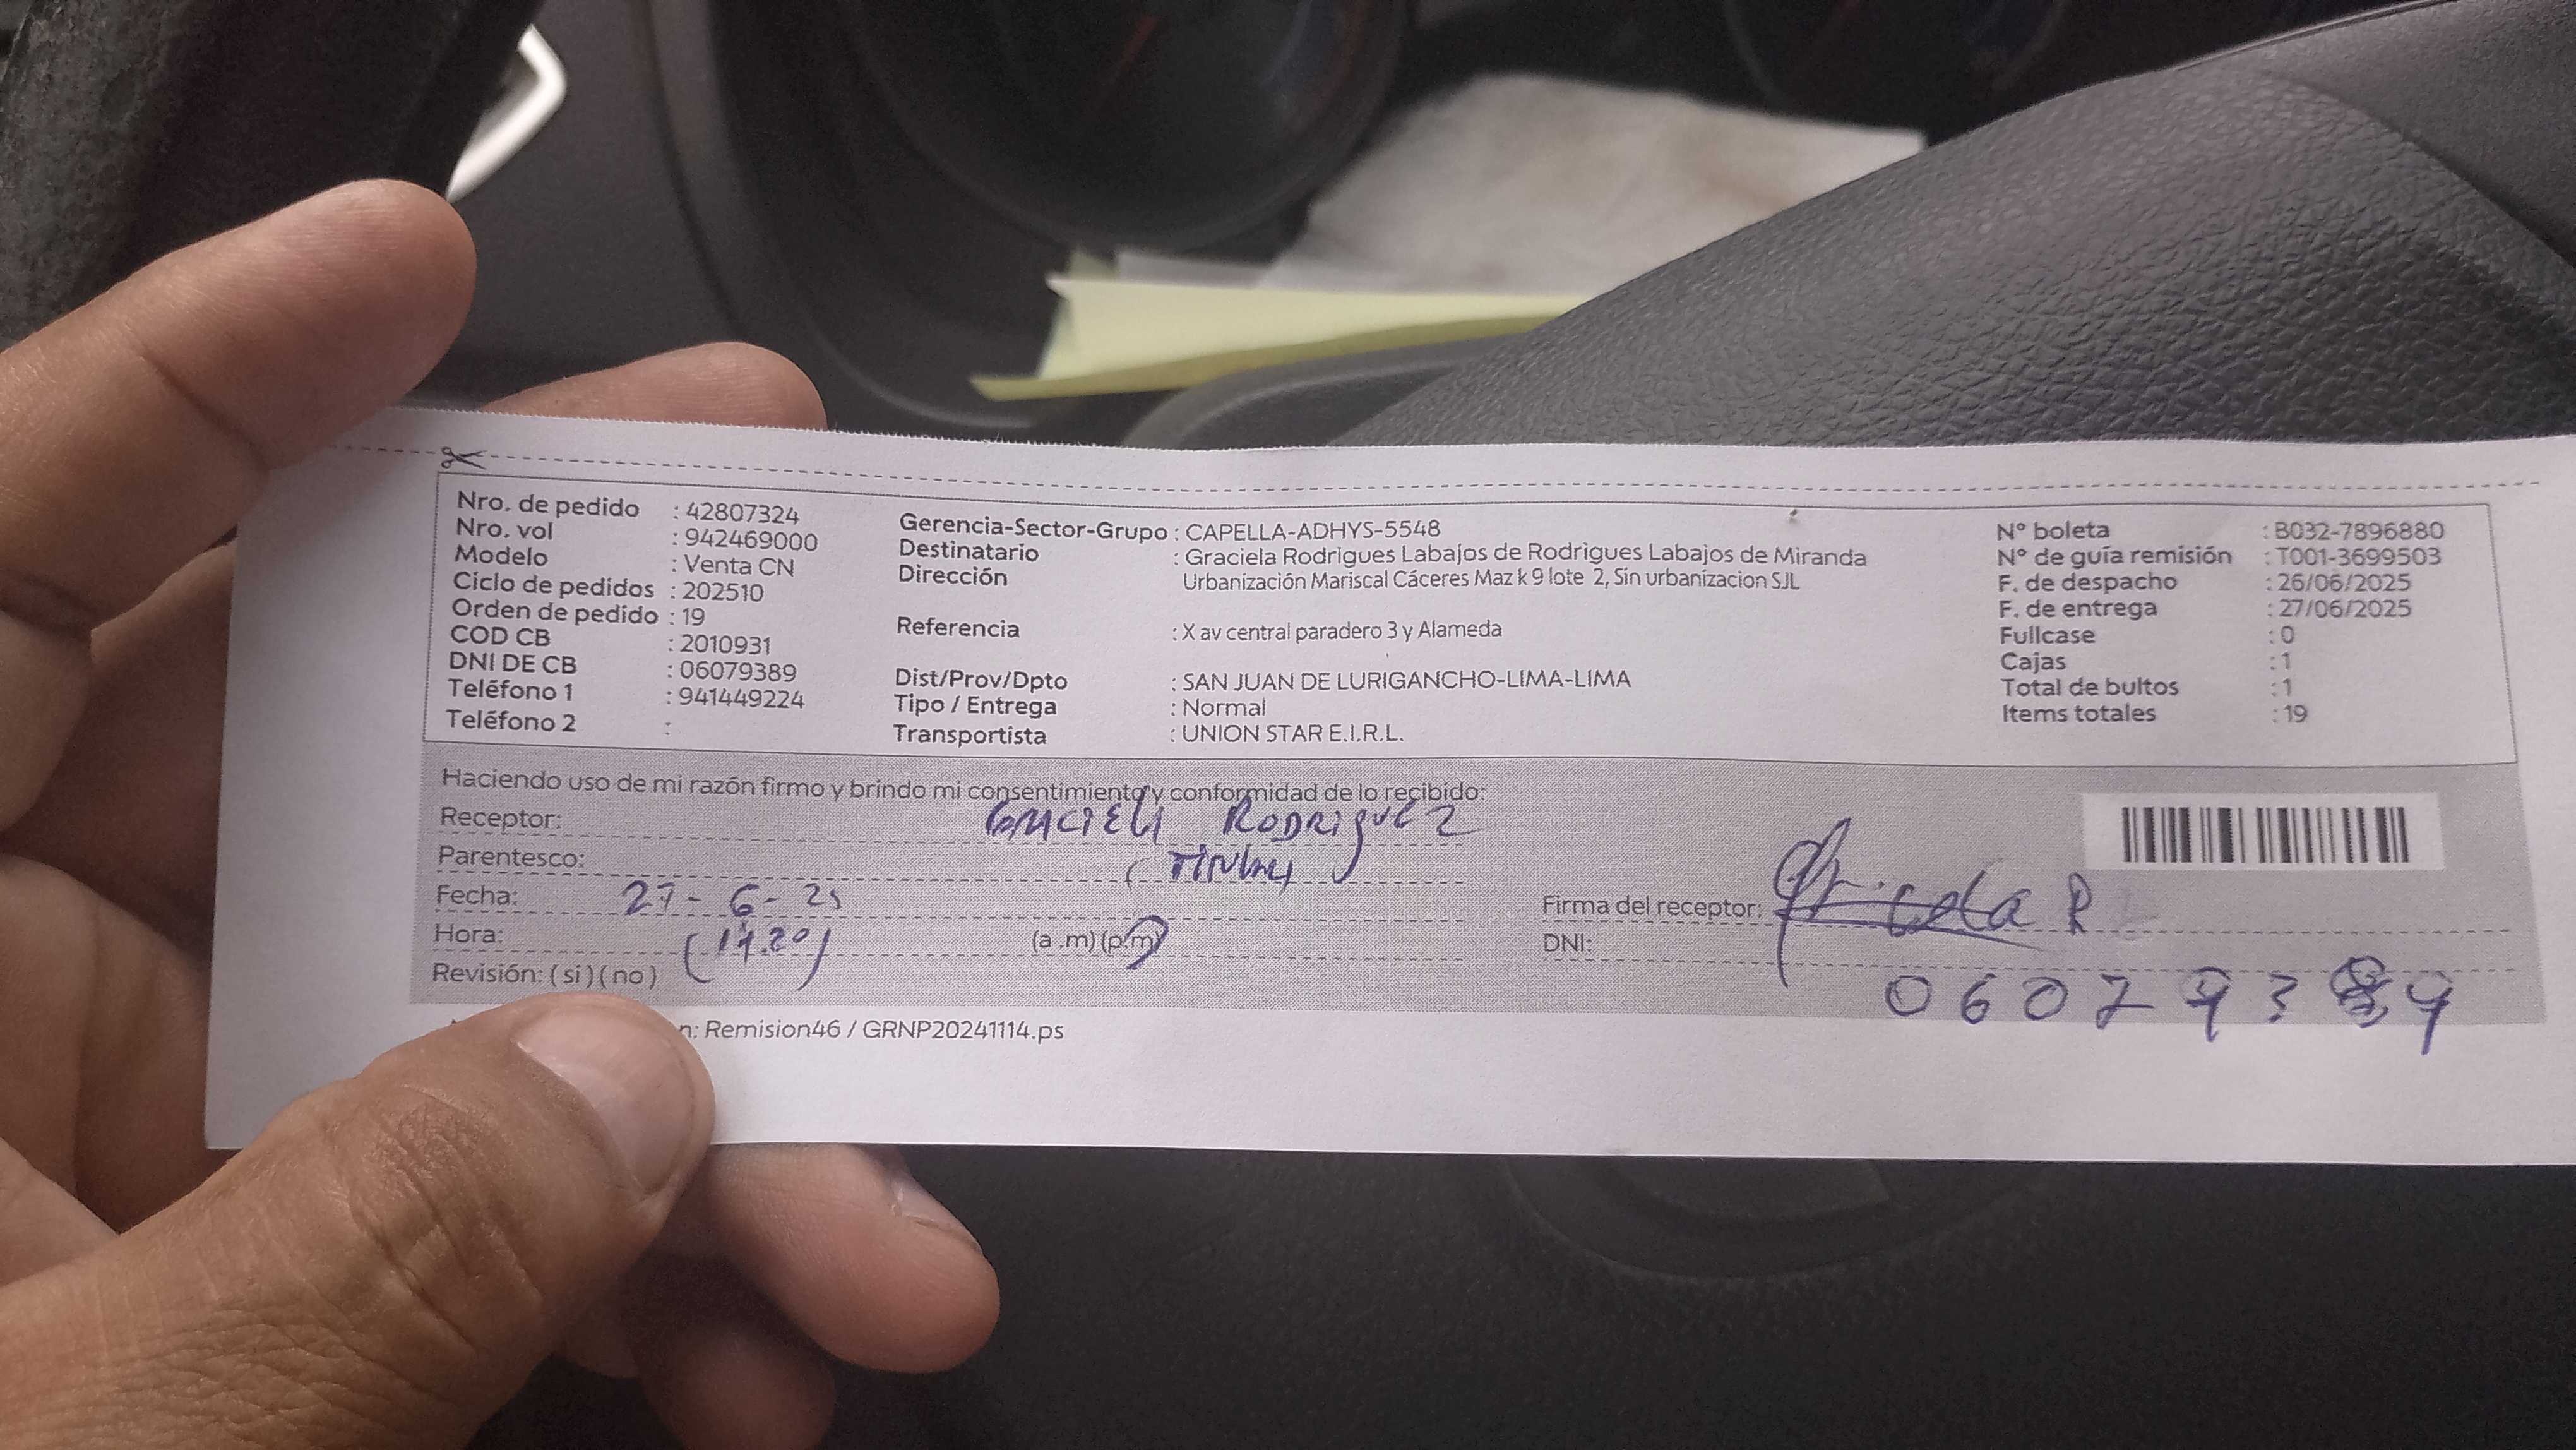 Nro. de pedido : 42807324
Nro. vol : 942469000
Modelo : Venta CN
Ciclo de pedidos : 202510
Orden de pedido : 19
COD CB : 2010931
DNI DE CB : 06079389
Teléfono 1 : 941449224
Teléfono 2 :
Gerencia-Sector-Grupo : CAPELLA-ADHYS-5548
Destinatario : Graciela Rodrigues Labajos de Rodrigues Labajos de Miranda
Dirección Urbanización Mariscal Cáceres Maz k 9 lote 2, Sin urbanizacion SJL
Referencia : X av central paradero 3 y Alameda
Dist/Prov/Dpto : SAN JUAN DE LURIGANCHO-LIMA-LIMA
Tipo / Entrega : Normal
Transportista : UNION STAR E.I.R.L.
N° boleta : B032-7896880
N° de guía remisión : T001-3699503
F. de despacho : 26/06/2025
F. de entrega : 27/06/2025
Fullcase : 0
Cajas : 1
Total de bultos : 1
Items totales : 19
Haciendo uso de mi razón firmo y brindo mi consentimiento y conformidad de lo recibido:
Receptor: RODRIGUEZ
Parentesco:
Fecha: 27-6-25
Hora: (a .m)(p.m)
Revisión: (si)(no)
Firma del receptor: R
DNI: 06079389
n: Remision46 / GRNP20241114.ps